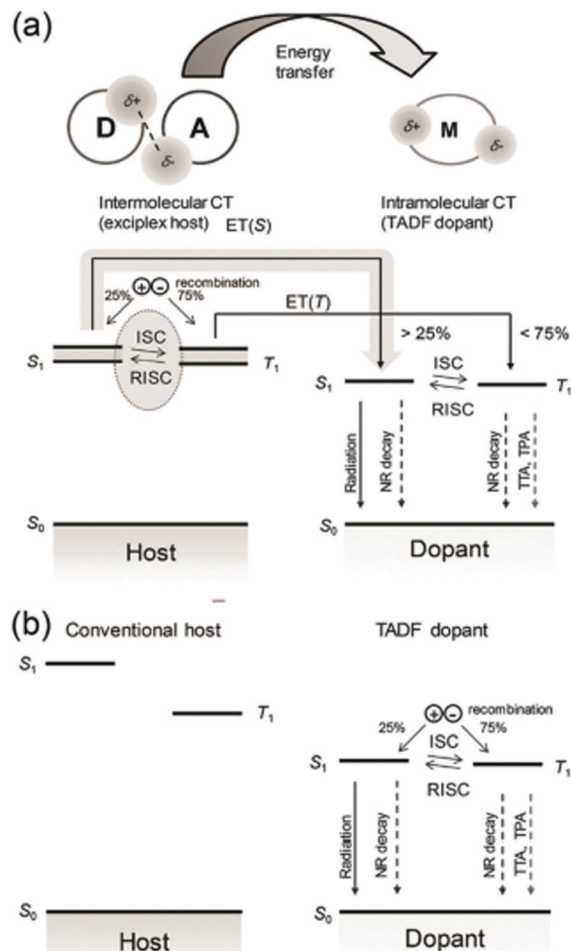 (a)
Energy
transfer
δ+
δ-
D
A
δ+
M
δ-
Intermolecular CT
(exciplex host)
ET(S)
Intramolecular CT
(TADF dopant)
+ -
recombination
25%
75%
ET(T)
> 25%
< 75%
ISC
RISC
S1
T1
S1
ISC
RISC
T1
Radiation
NR decay
NR decay
TTA, TPA
S0
Host
S0
Dopant
(b)
Conventional host
TADF dopant
S1
T1
+ -
recombination
25%
75%
ISC
RISC
S1
T1
Radiation
NR decay
NR decay
TTA, TPA
S0
Host
S0
Dopant